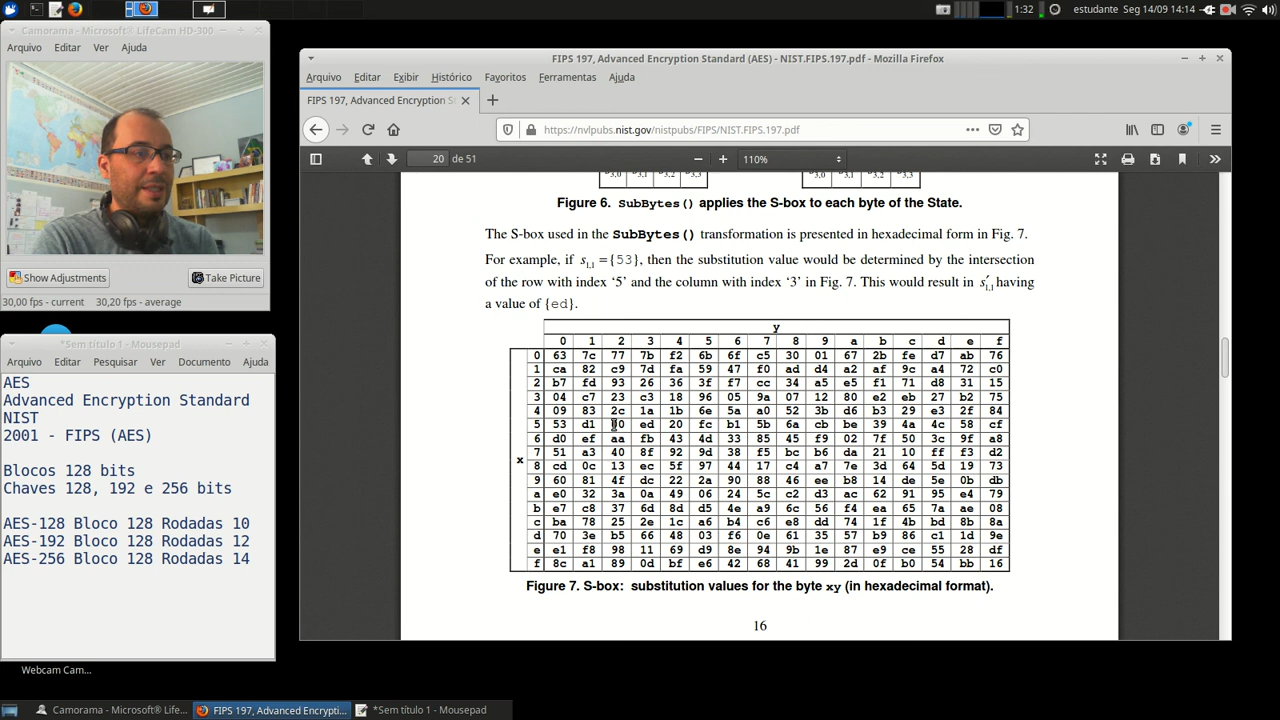 1:32
estudante
Seg 14/09 14:14
Camorama - Microsoft® LifeCam HD-300
Arquivo Editar Ver Ajuda
Show Adjustments
Take Picture
30,00 fps - current 30,20 fps - average
*Sem título 1 - Mousepad
Arquivo Editar Pesquisar Ver Documento Ajuda
AES
Advanced Encryption Standard
NIST
2001 - FIPS (AES)
Blocos 128 bits
Chaves 128, 192 e 256 bits
AES-128 Bloco 128 Rodadas 10
AES-192 Bloco 128 Rodadas 12
AES-256 Bloco 128 Rodadas 14
Webcam Cam...
FIPS 197, Advanced Encryption Standard (AES) - NIST.FIPS.197.pdf - Mozilla Firefox
Arquivo Editar Exibir Histórico Favoritos Ferramentas Ajuda
FIPS 197, Advanced Encryption S
https://nvlpubs.nist.gov/nistpubs/FIPS/NIST.FIPS.197.pdf
20 de 51
110%
Figure 6. SubBytes() applies the S-box to each byte of the State.
The S-box used in the SubBytes() transformation is presented in hexadecimal form in Fig. 7.
For example, if s1,1 = {53}, then the substitution value would be determined by the intersection
of the row with index ‘5’ and the column with index ‘3’ in Fig. 7. This would result in s′1,1 having
a value of {ed}.
y
0 1 2 3 4 5 6 7 8 9 a b c d e f
0 63 7c 77 7b f2 6b 6f c5 30 01 67 2b fe d7 ab 76
1 ca 82 c9 7d fa 59 47 f0 ad d4 a2 af 9c a4 72 c0
2 b7 fd 93 26 36 3f f7 cc 34 a5 e5 f1 71 d8 31 15
3 04 c7 23 c3 18 96 05 9a 07 12 80 e2 eb 27 b2 75
4 09 83 2c 1a 1b 6e 5a a0 52 3b d6 b3 29 e3 2f 84
5 53 d1 0 ed 20 fc b1 5b 6a cb be 39 4a 4c 58 cf
6 d0 ef aa fb 43 4d 33 85 45 f9 02 7f 50 3c 9f a8
7 51 a3 40 8f 92 9d 38 f5 bc b6 da 21 10 ff f3 d2
x
8 cd 0c 13 ec 5f 97 44 17 c4 a7 7e 3d 64 5d 19 73
9 60 81 4f dc 22 2a 90 88 46 ee b8 14 de 5e 0b db
a e0 32 3a 0a 49 06 24 5c c2 d3 ac 62 91 95 e4 79
b e7 c8 37 6d 8d d5 4e a9 6c 56 f4 ea 65 7a ae 08
c ba 78 25 2e 1c a6 b4 c6 e8 dd 74 1f 4b bd 8b 8a
d 70 3e b5 66 48 03 f6 0e 61 35 57 b9 86 c1 1d 9e
e e1 f8 98 11 69 d9 8e 94 9b 1e 87 e9 ce 55 28 df
f 8c a1 89 0d bf e6 42 68 41 99 2d 0f b0 54 bb 16
Figure 7. S-box: substitution values for the byte xy (in hexadecimal format).
16
Camorama - Microsoft® Life...
FIPS 197, Advanced Encrypti...
*Sem título 1 - Mousepad